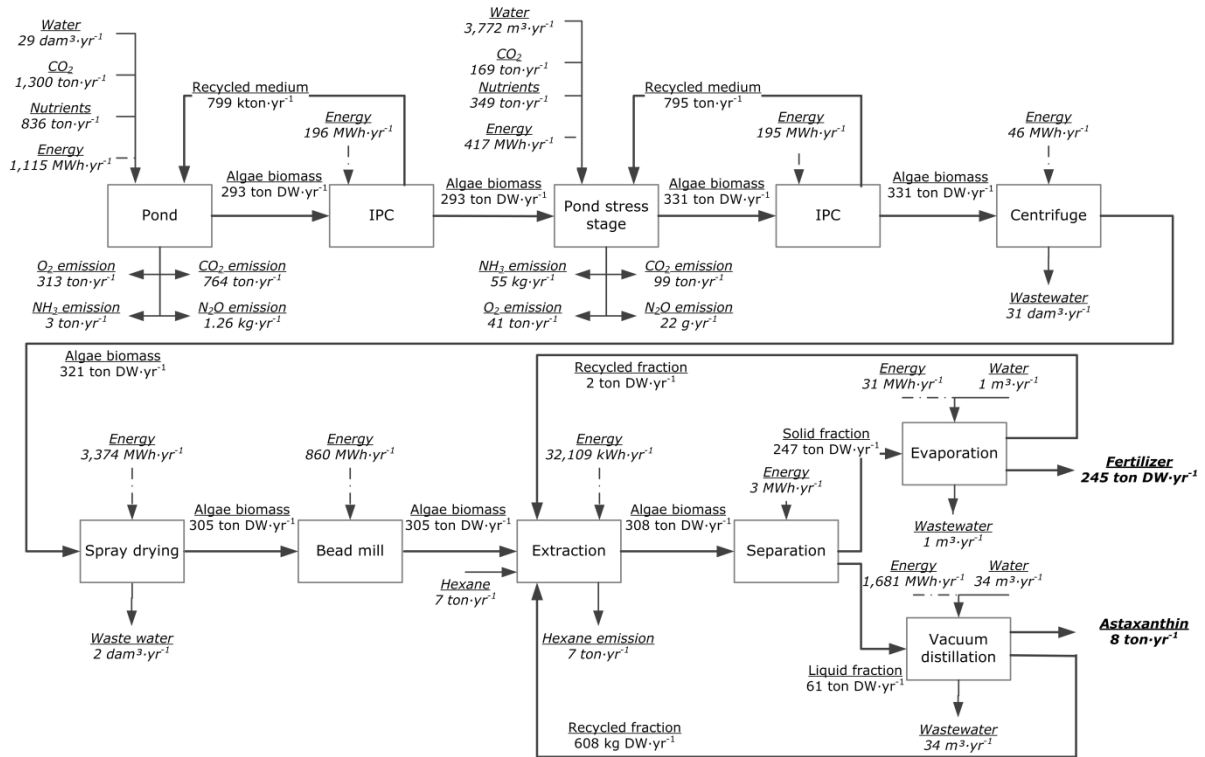 Water
29 dam³·yr⁻¹
CO₂
1,300 ton·yr⁻¹
Nutrients
836 ton·yr⁻¹
Energy
1,115 MWh·yr⁻¹
Recycled medium
799 kton·yr⁻¹
Energy
196 MWh·yr⁻¹
Water
3,772 m³·yr⁻¹
CO₂
169 ton·yr⁻¹
Nutrients
349 ton·yr⁻¹
Energy
417 MWh·yr⁻¹
Recycled medium
795 ton·yr⁻¹
Energy
195 MWh·yr⁻¹
Energy
46 MWh·yr⁻¹
Pond
Algae biomass
293 ton DW·yr⁻¹
IPC
Algae biomass
293 ton DW·yr⁻¹
Pond stress
stage
Algae biomass
331 ton DW·yr⁻¹
IPC
Algae biomass
331 ton DW·yr⁻¹
Centrifuge
O₂ emission
313 ton·yr⁻¹
CO₂ emission
764 ton·yr⁻¹
NH₃ emission
3 ton·yr⁻¹
N₂O emission
1.26 kg·yr⁻¹
NH₃ emission
55 kg·yr⁻¹
CO₂ emission
99 ton·yr⁻¹
O₂ emission
41 ton·yr⁻¹
N₂O emission
22 g·yr⁻¹
Wastewater
31 dam³·yr⁻¹
Algae biomass
321 ton DW·yr⁻¹
Recycled fraction
2 ton DW·yr⁻¹
Energy
31 MWh·yr⁻¹
Water
1 m³·yr⁻¹
Energy
3,374 MWh·yr⁻¹
Energy
860 MWh·yr⁻¹
Energy
32,109 kWh·yr⁻¹
Solid fraction
247 ton DW·yr⁻¹
Energy
3 MWh·yr⁻¹
Evaporation
Fertilizer
245 ton DW·yr⁻¹
Wastewater
1 m³·yr⁻¹
Spray drying
Algae biomass
305 ton DW·yr⁻¹
Bead mill
Algae biomass
305 ton DW·yr⁻¹
Extraction
Algae biomass
308 ton DW·yr⁻¹
Separation
Hexane
7 ton·yr⁻¹
Waste water
2 dam³·yr⁻¹
Hexane emission
7 ton·yr⁻¹
Energy
1,681 MWh·yr⁻¹
Water
34 m³·yr⁻¹
Vacuum
distillation
Astaxanthin
8 ton·yr⁻¹
Liquid fraction
61 ton DW·yr⁻¹
Recycled fraction
608 kg DW·yr⁻¹
Wastewater
34 m³·yr⁻¹